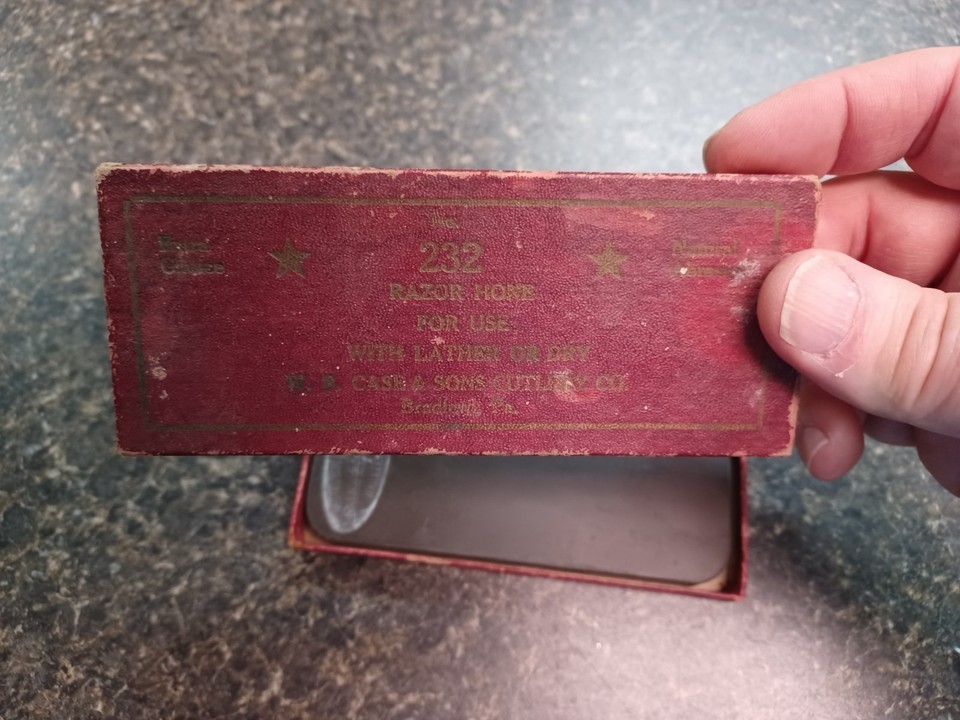 No.
232
RAZOR HONE
FOR USE
WITH LATHER OR DRY
W. R. CASE & SONS CUTLERY CO.
Bradford, Pa.